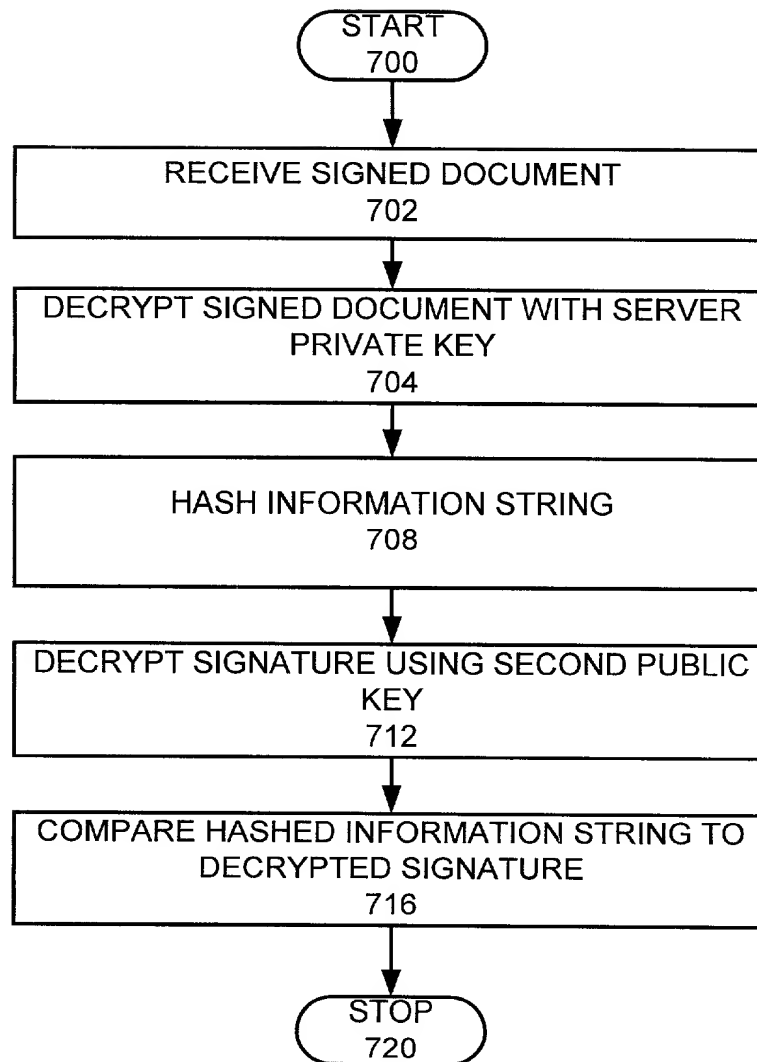 START
700
RECEIVE SIGNED DOCUMENT
702
DECRYPT SIGNED DOCUMENT WITH SERVER
PRIVATE KEY
704
HASH INFORMATION STRING
708
DECRYPT SIGNATURE USING SECOND PUBLIC
KEY
712
COMPARE HASHED INFORMATION STRING TO
DECRYPTED SIGNATURE
716
STOP
720